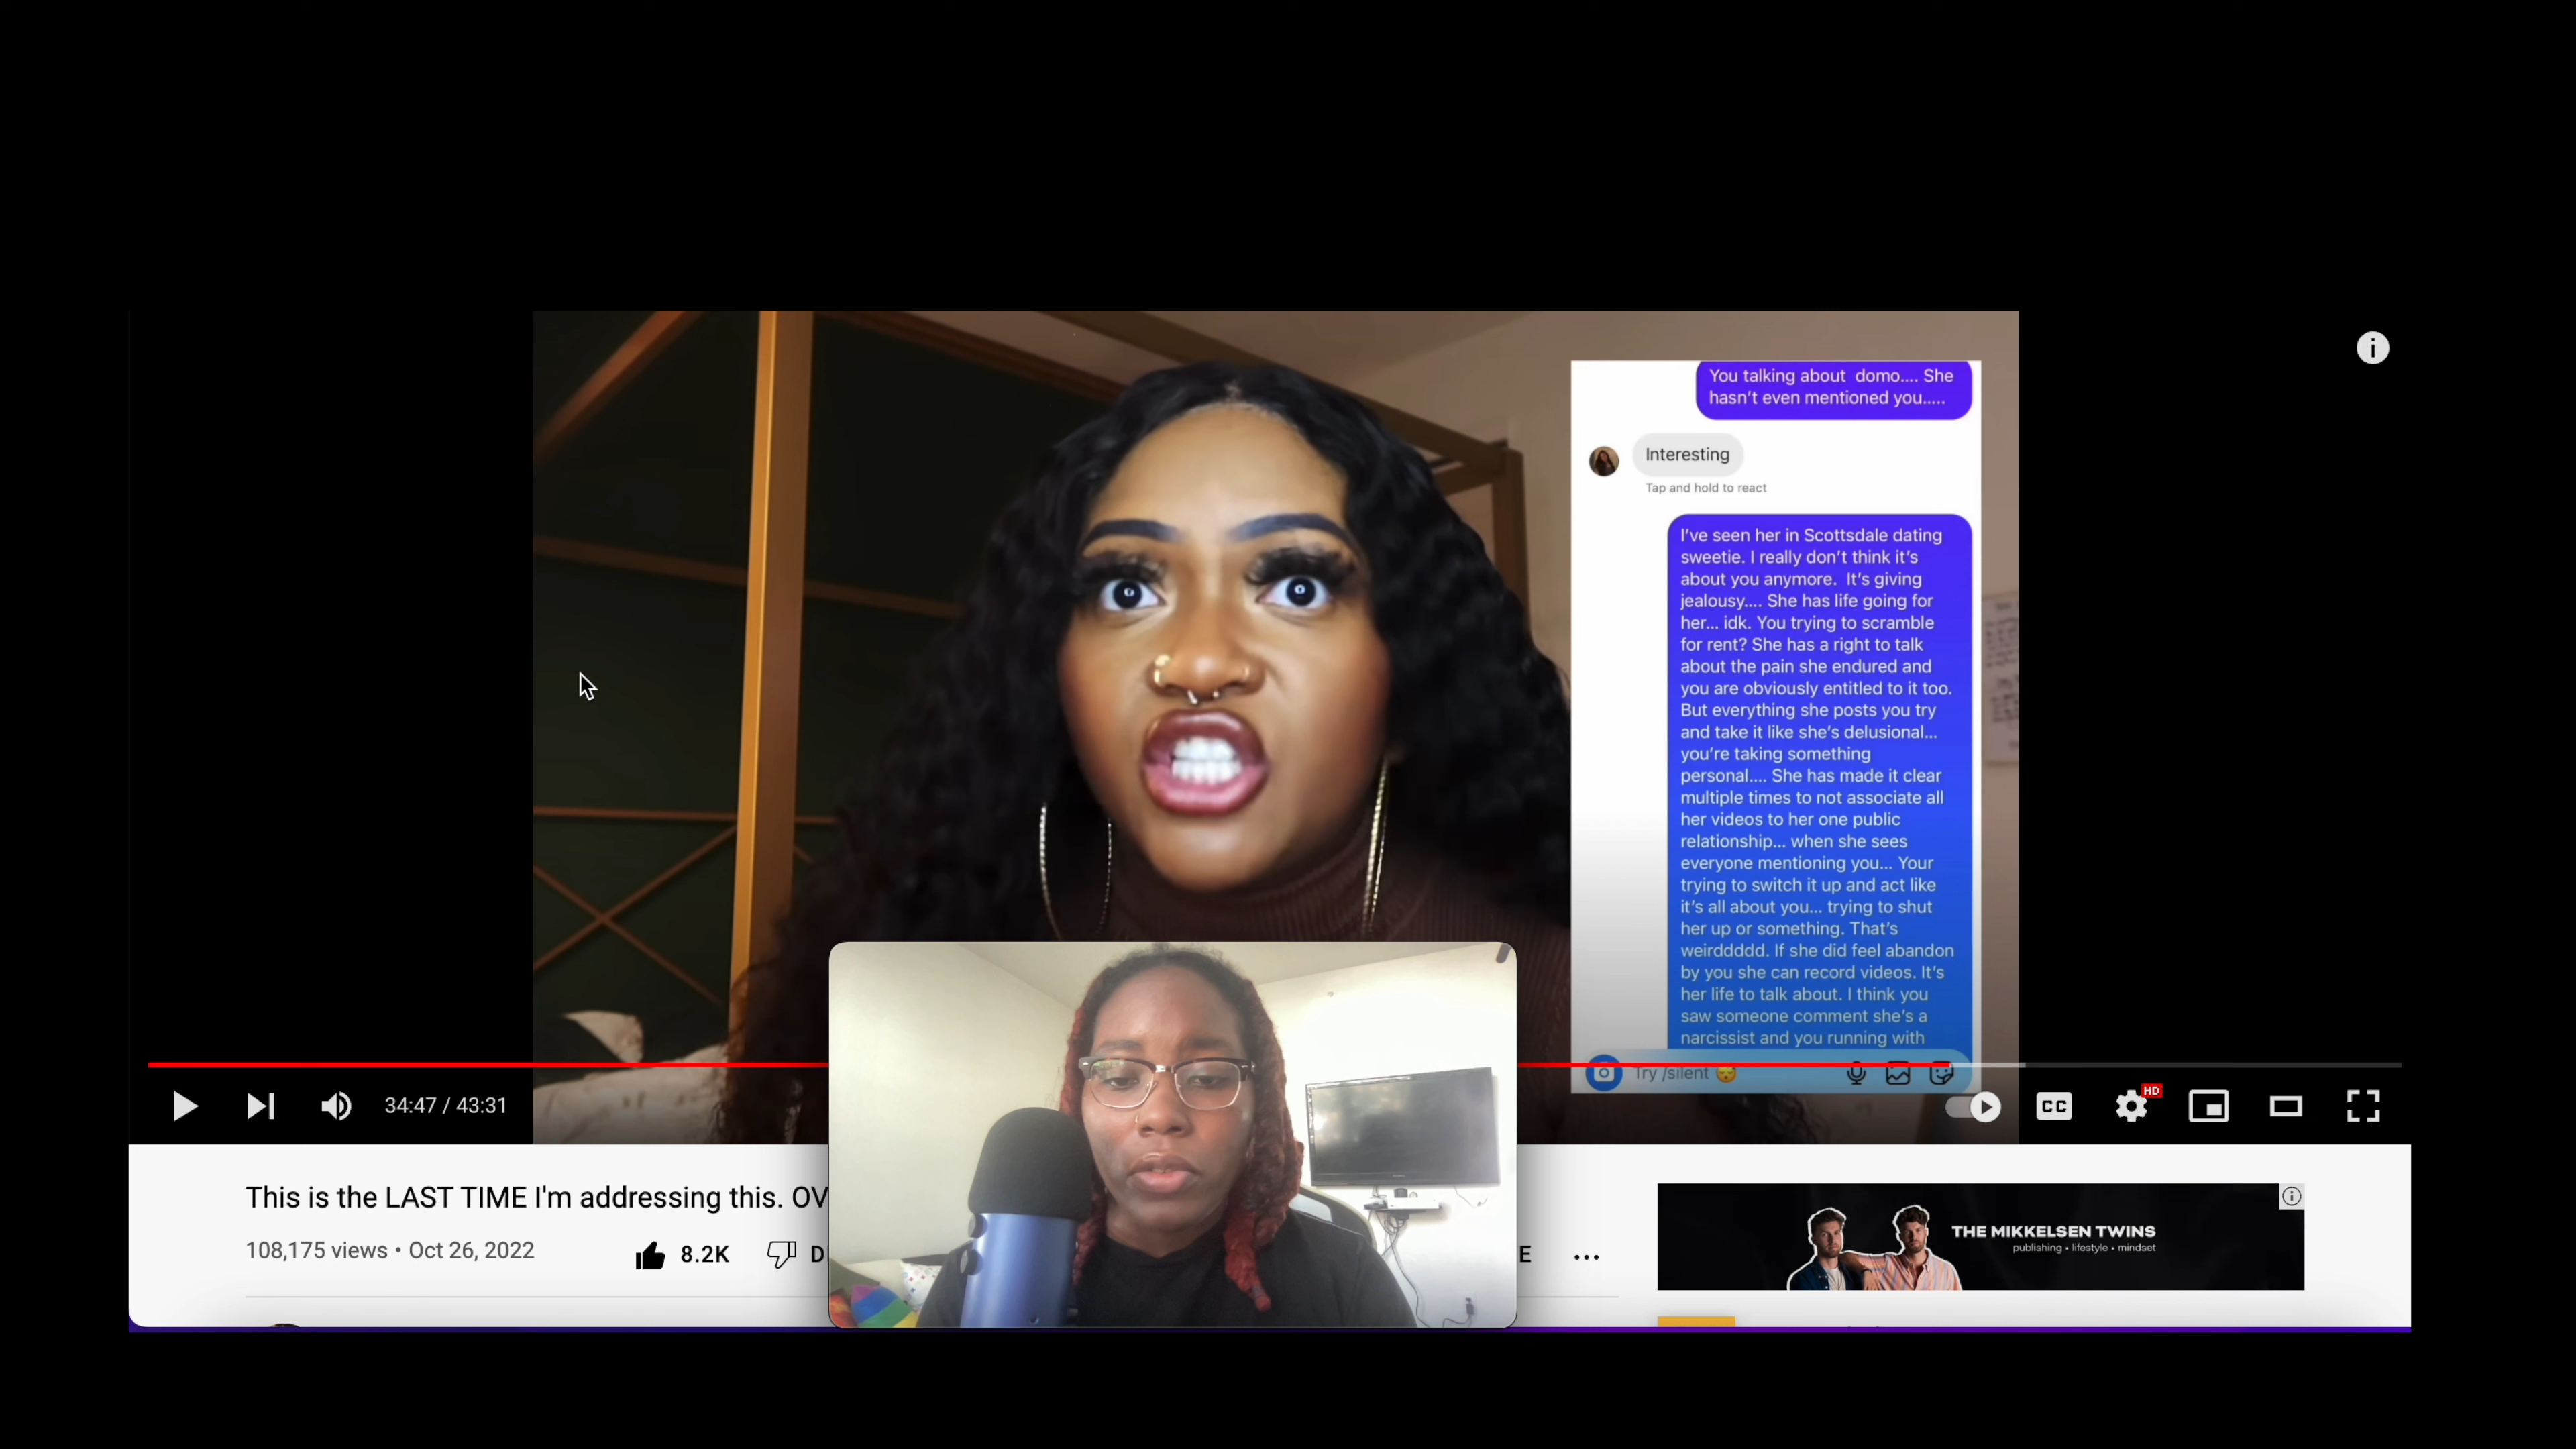 You talking about domo.... She
hasn't even mentioned you.....
Interesting
Tap and hold to react
I've seen her in Scottsdale dating
sweetie. I really don't think it's
about you anymore. It's giving
jealousy.... She has life going for
her... idk. You trying to scramble
for rent? She has a right to talk
about the pain she endured and
you are obviously entitled to it too.
But everything she posts you try
and take it like she's delusional...
you're taking something
personal.... She has made it clear
multiple times to not associate all
her videos to her one public
relationship... when she sees
everyone mentioning you... Your
trying to switch it up and act like
it's all about you... trying to shut
her up or something. That's
weirddddd. If she did feel abandon
by you she can record videos. It's
her life to talk about. I think you
saw someone comment she's a
narcissist and you running with
Try /silent 😴
34:47 / 43:31
CC
HD
This is the LAST TIME I'm addressing this. OV
108,175 views • Oct 26, 2022
8.2K
E
THE MIKKELSEN TWINS
publishing • lifestyle • mindset